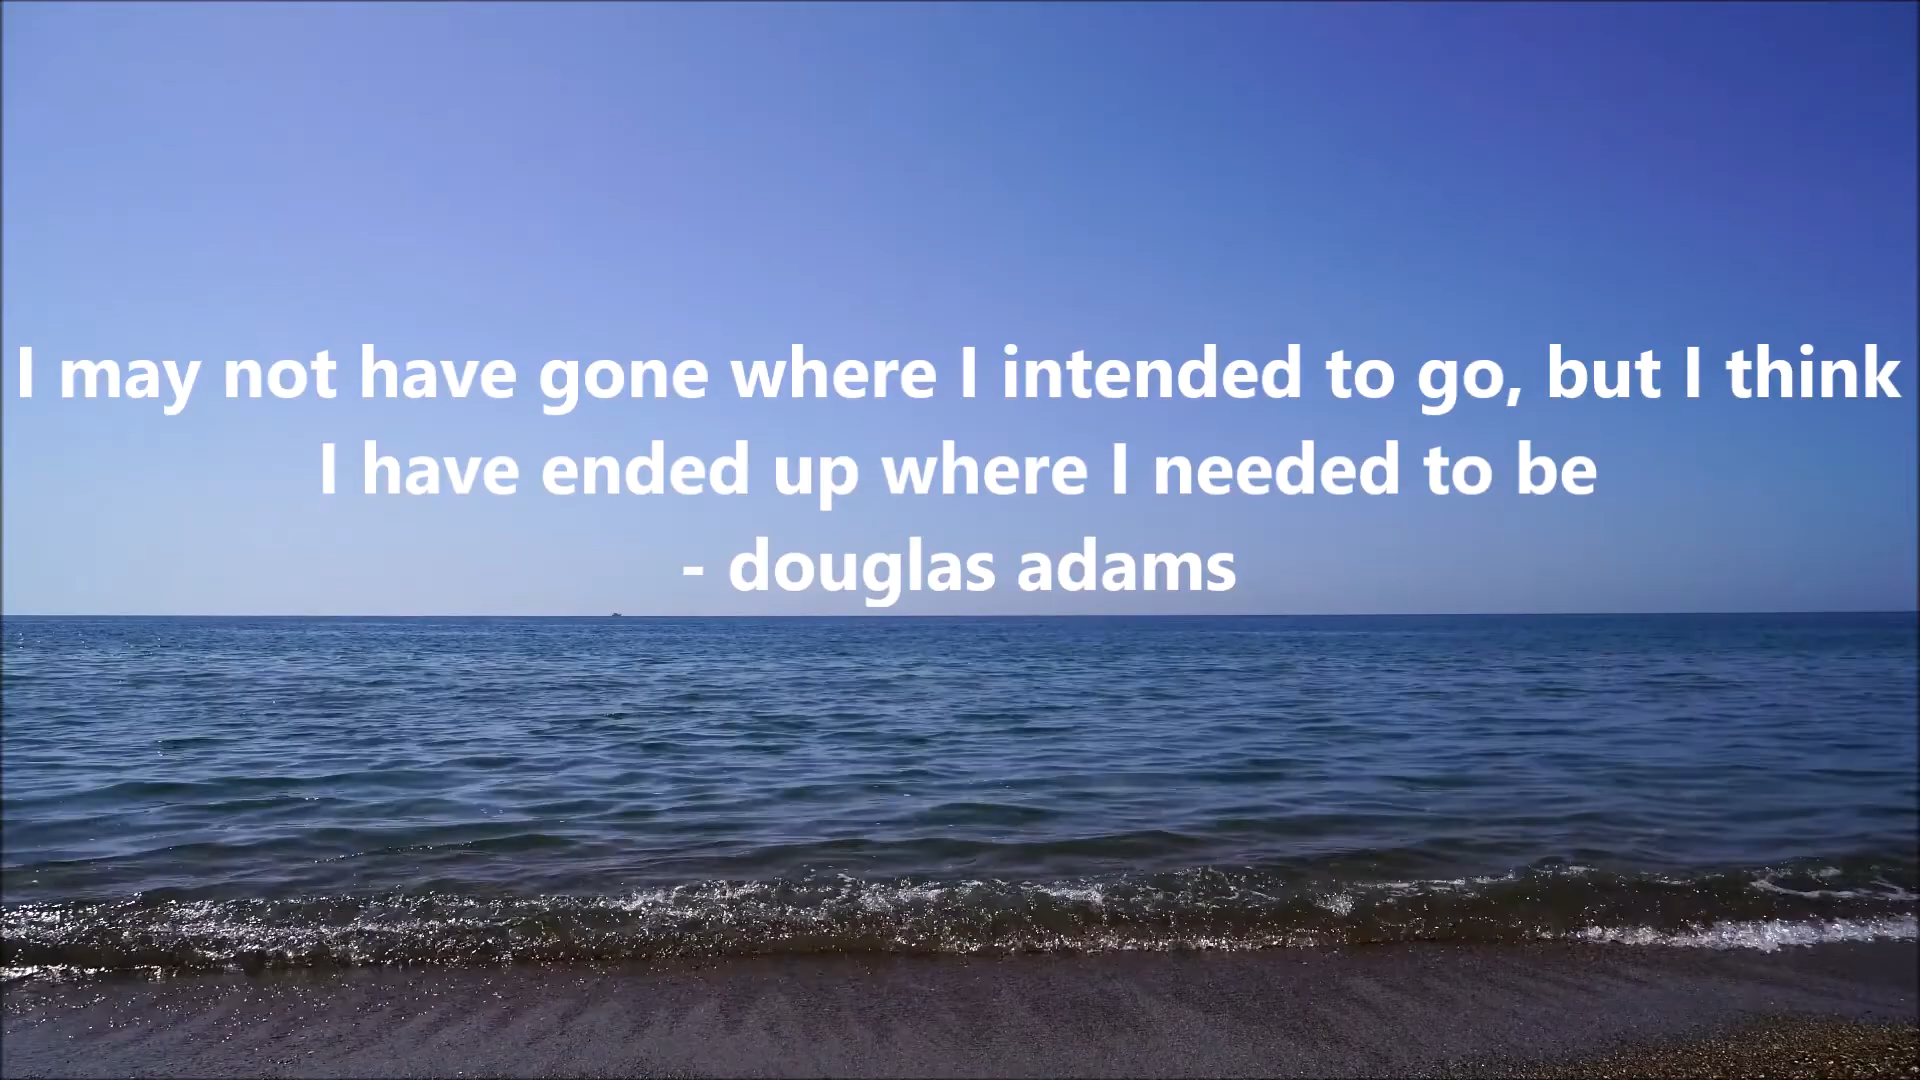 I may not have gone where I intended to go, but I think
I have ended up where I needed to be
- douglas adams